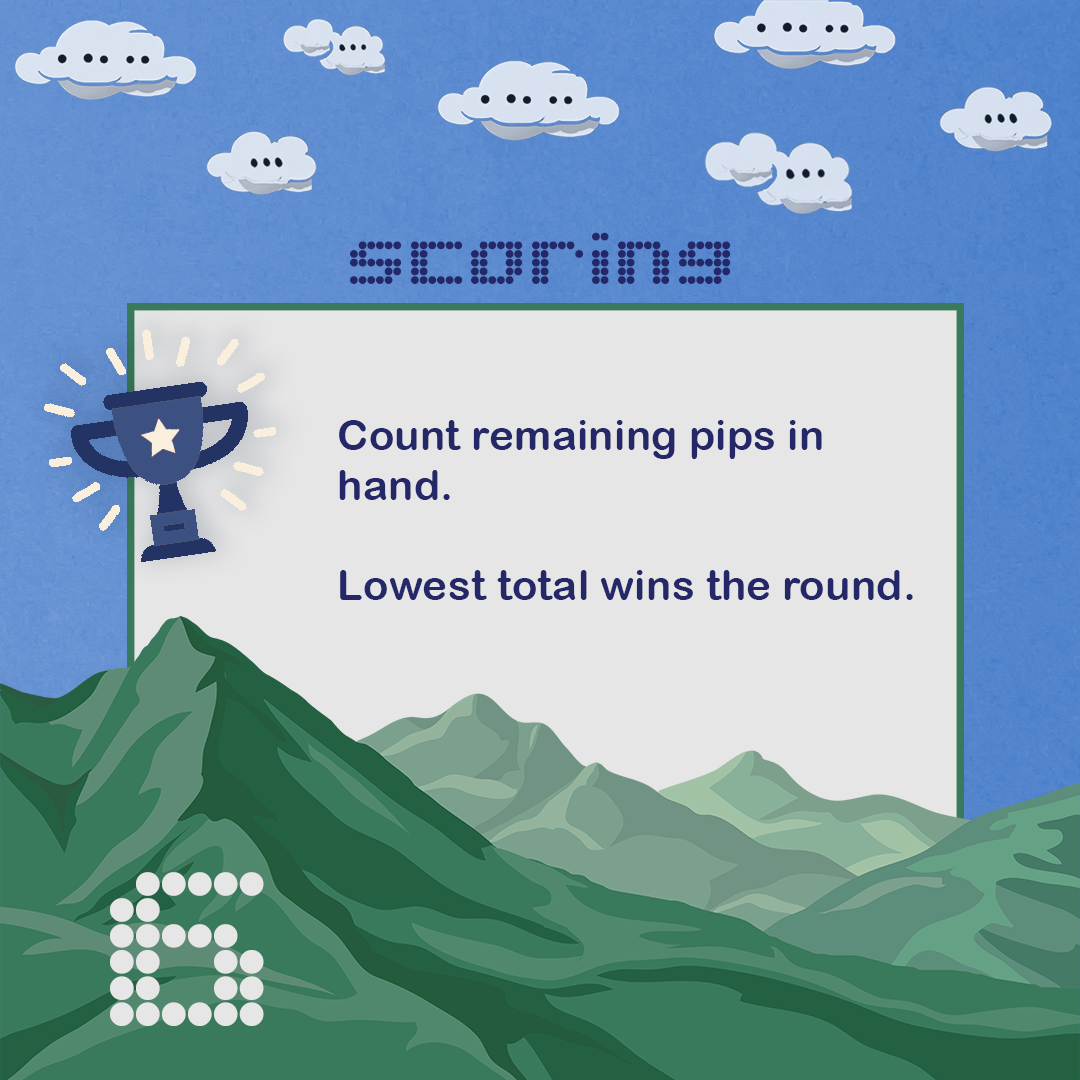 scoring
Count remaining pips in
hand.
Lowest total wins the round.
6